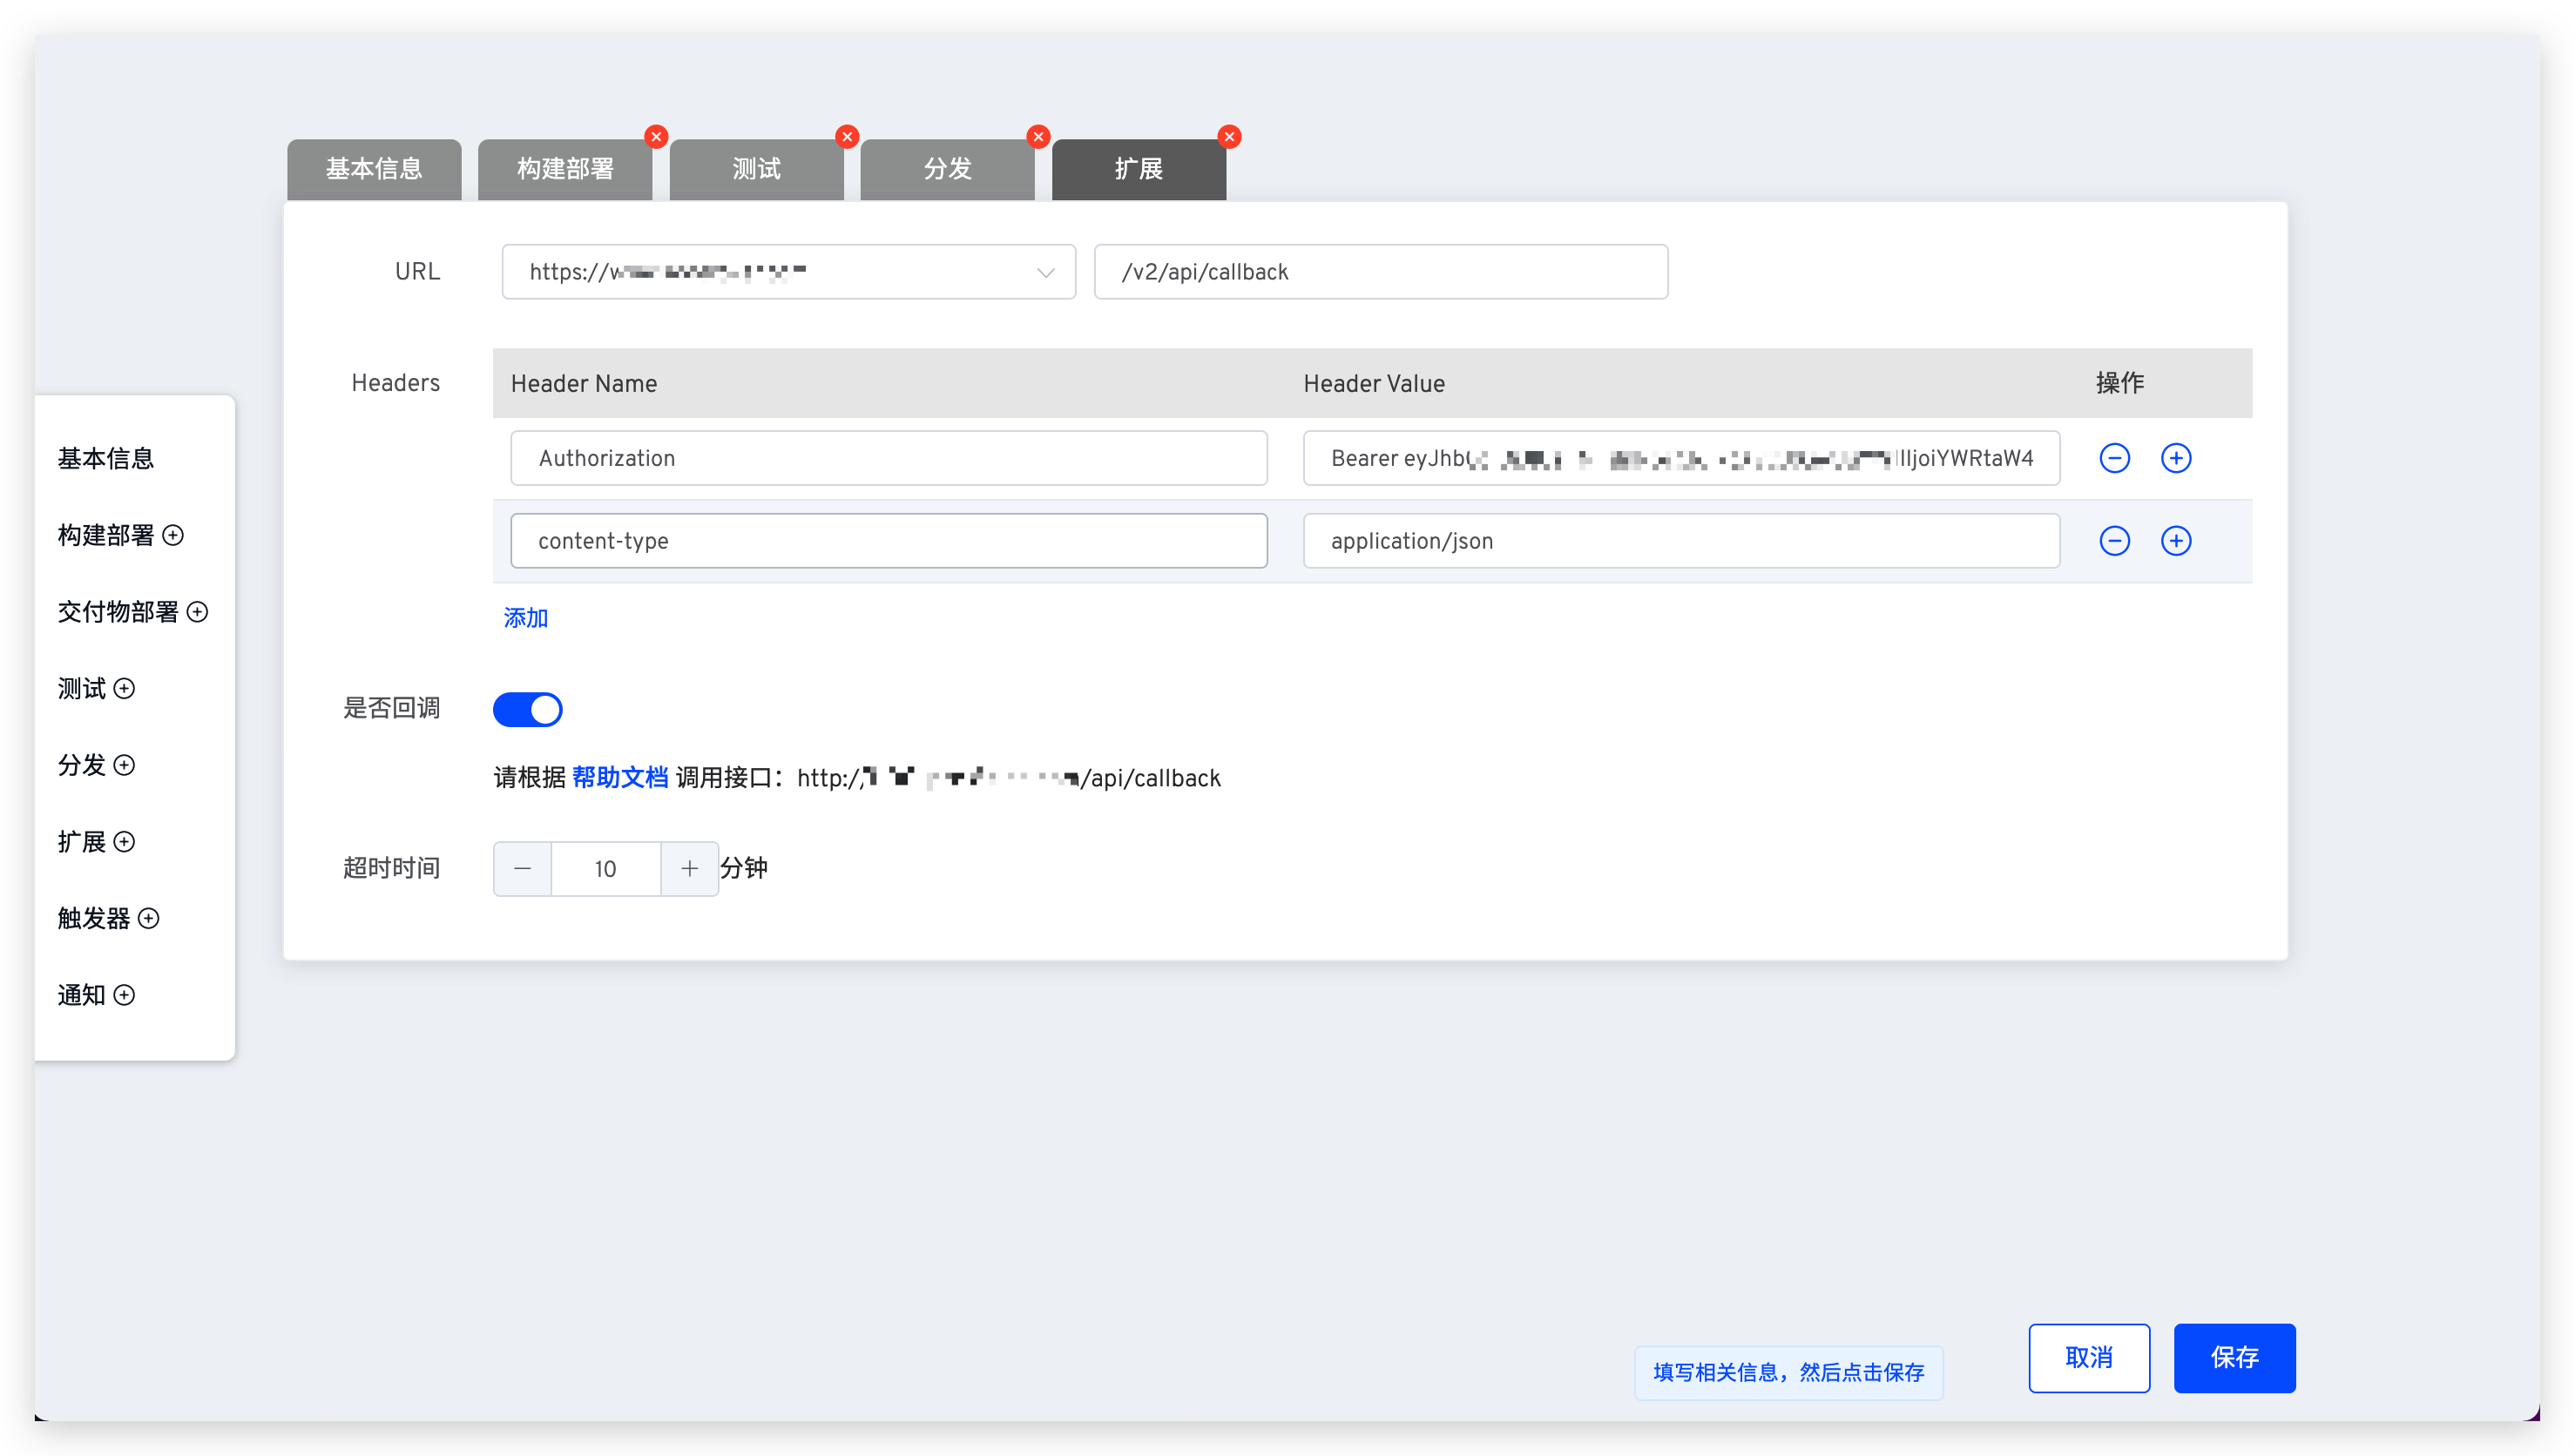 基本信息
构建部署
测试
分发
扩展
URL
https://
/v2/api/callback
Headers
Header Name
Header Value
操作
Authorization
Bearer eyJhb IIjoiYWRtaW4
content-type
application/json
添加
是否回调
请根据 帮助文档 调用接口：http:/ /api/callback
超时时间
10
分钟
基本信息
构建部署
交付物部署
测试
分发
扩展
触发器
通知
填写相关信息，然后点击保存
取消
保存